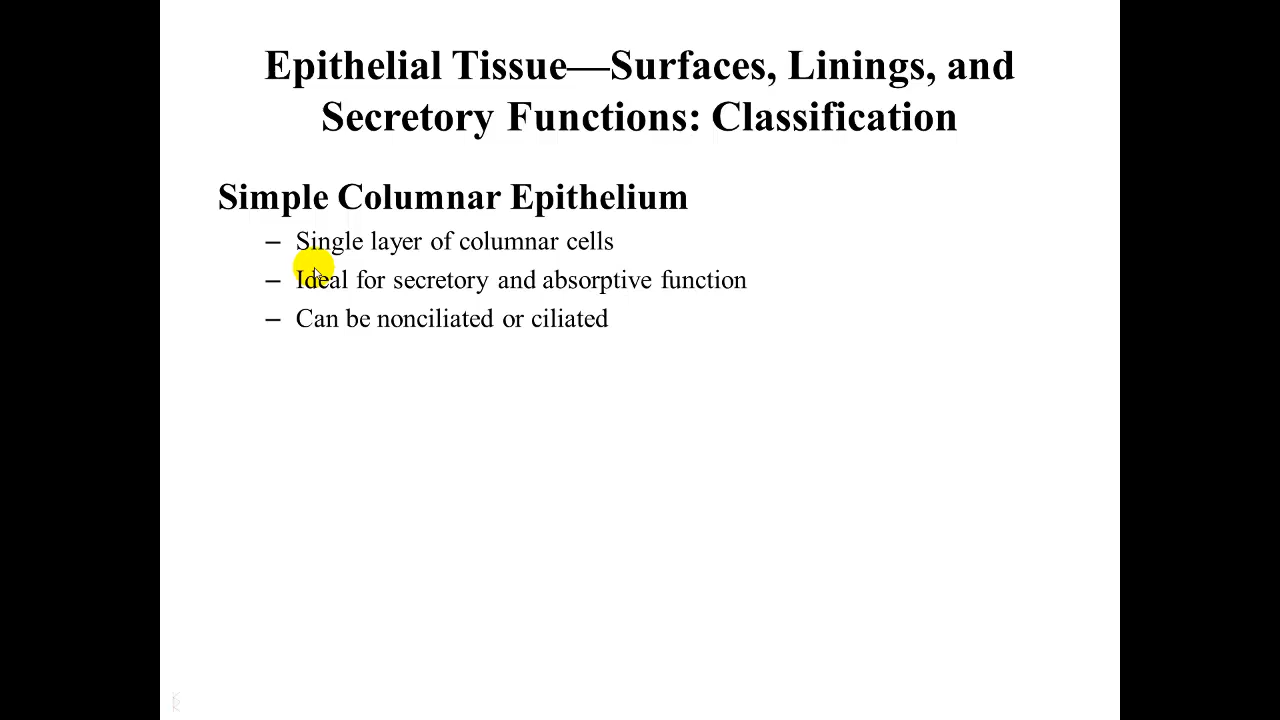 Epithelial Tissue—Surfaces, Linings, and
Secretory Functions: Classification
Simple Columnar Epithelium
– Single layer of columnar cells
– Ideal for secretory and absorptive function
– Can be nonciliated or ciliated